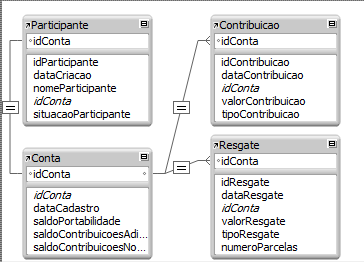 Participante
idConta
idParticipante
dataCriacao
nomeParticipante
idConta
situacaoParticipante
Contribuicao
idConta
idContribuicao
dataContribuicao
idConta
valorContribuicao
tipoContribuicao
Conta
idConta
idConta
dataCadastro
saldoPortabilidade
saldoContribuicoesAdi...
saldoContribuicoesNo...
Resgate
idConta
idResgate
dataResgate
idConta
valorResgate
tipoResgate
numeroParcelas
=
=
=